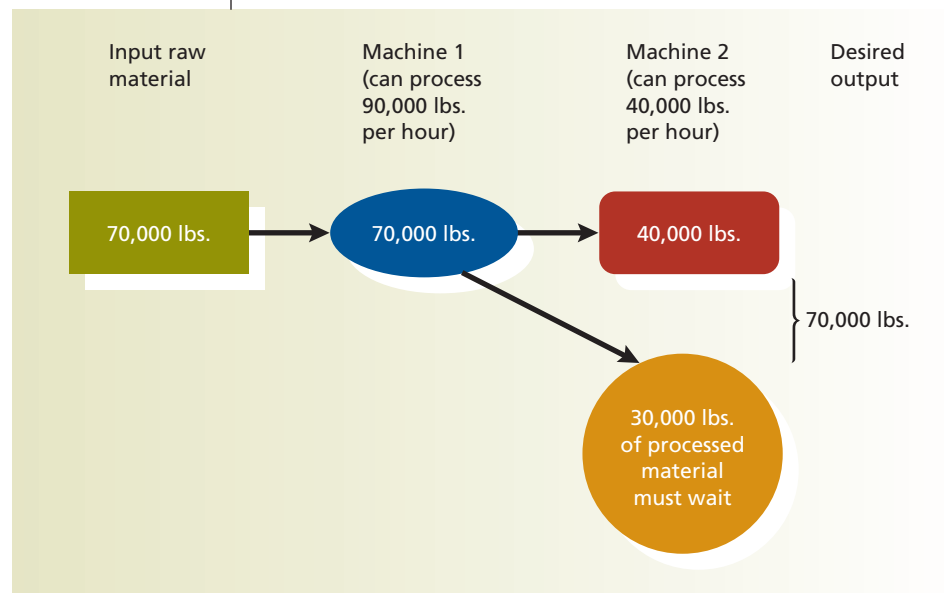 Input raw
material
Machine 1
(can process
90,000 lbs.
per hour)
Machine 2
(can process
40,000 lbs.
per hour)
Desired
output
70,000 lbs.
70,000 lbs.
40,000 lbs.
70,000 lbs.
30,000 lbs.
of processed
material
must wait